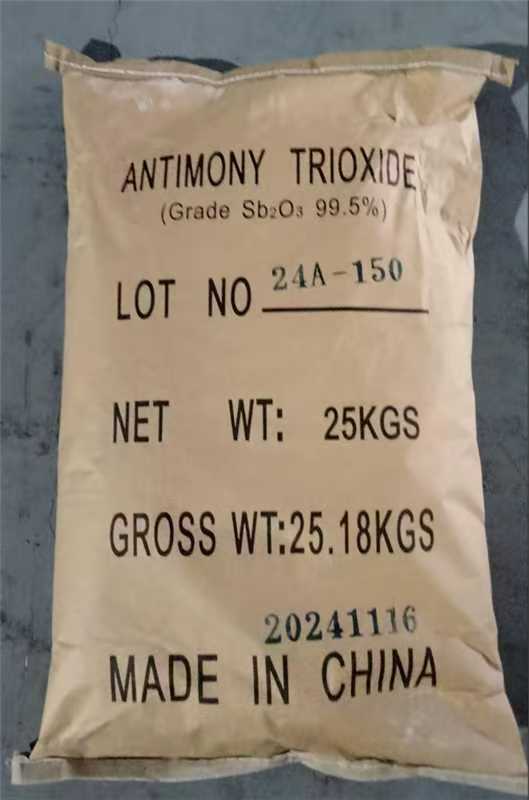 ANTIMONY TRIOXIDE
(Grade Sb₂O₃ 99.5%)
LOT NO 24A-150
NET WT: 25KGS
GROSS WT:25.18KGS
20241116
MADE IN CHINA